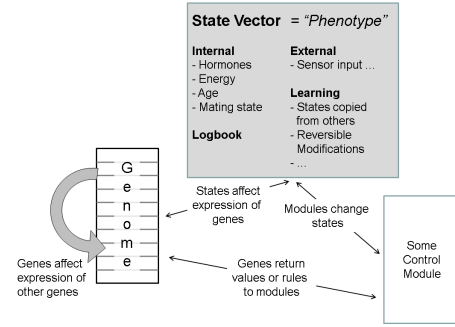 State Vector = "Phenotype"
Internal
- Hormones
- Energy
- Age
- Mating state
Logbook
External
- Sensor input ...
Learning
- States copied
from others
- Reversible
Modifications
- ...
G
e
n
o
m
e
States affect
expression of
genes
Modules change
states
Genes affect
expression of
other genes
Genes return
values or rules
to modules
Some
Control
Module